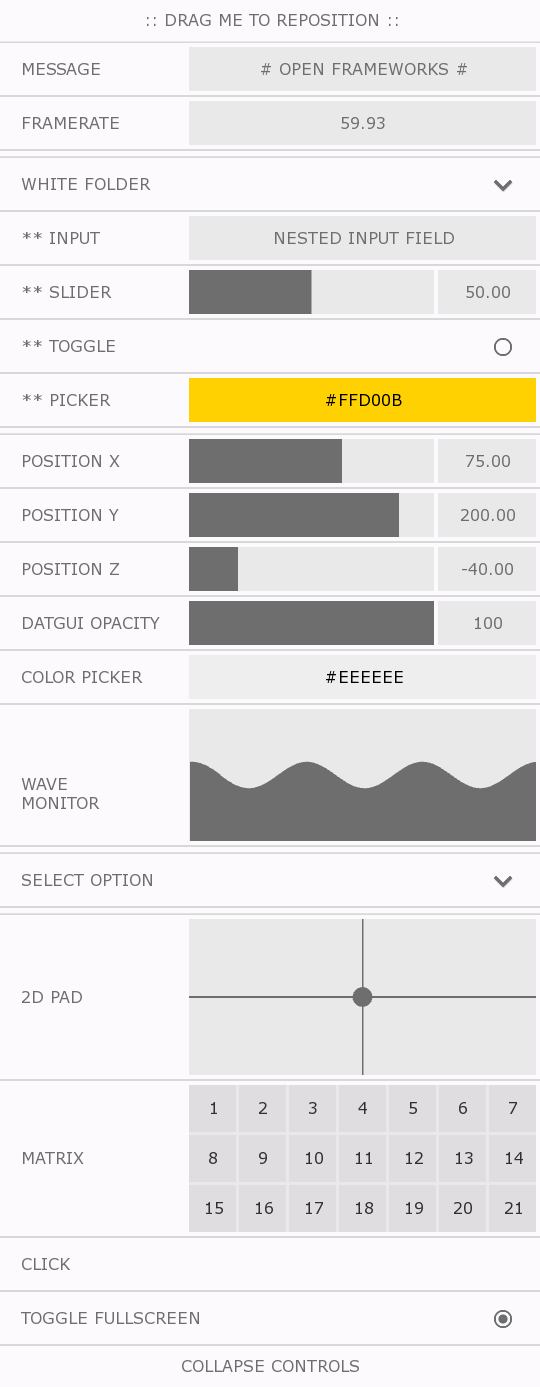 :: DRAG ME TO REPOSITION ::
MESSAGE # OPEN FRAMEWORKS #
FRAMERATE 59.93
WHITE FOLDER
** INPUT NESTED INPUT FIELD
** SLIDER 50.00
** TOGGLE
** PICKER #FFD00B
POSITION X 75.00
POSITION Y 200.00
POSITION Z -40.00
DATGUI OPACITY 100
COLOR PICKER #EEEEEE
WAVE
MONITOR
SELECT OPTION
2D PAD
1 2 3 4 5 6 7
MATRIX 8 9 10 11 12 13 14
15 16 17 18 19 20 21
CLICK
TOGGLE FULLSCREEN
COLLAPSE CONTROLS